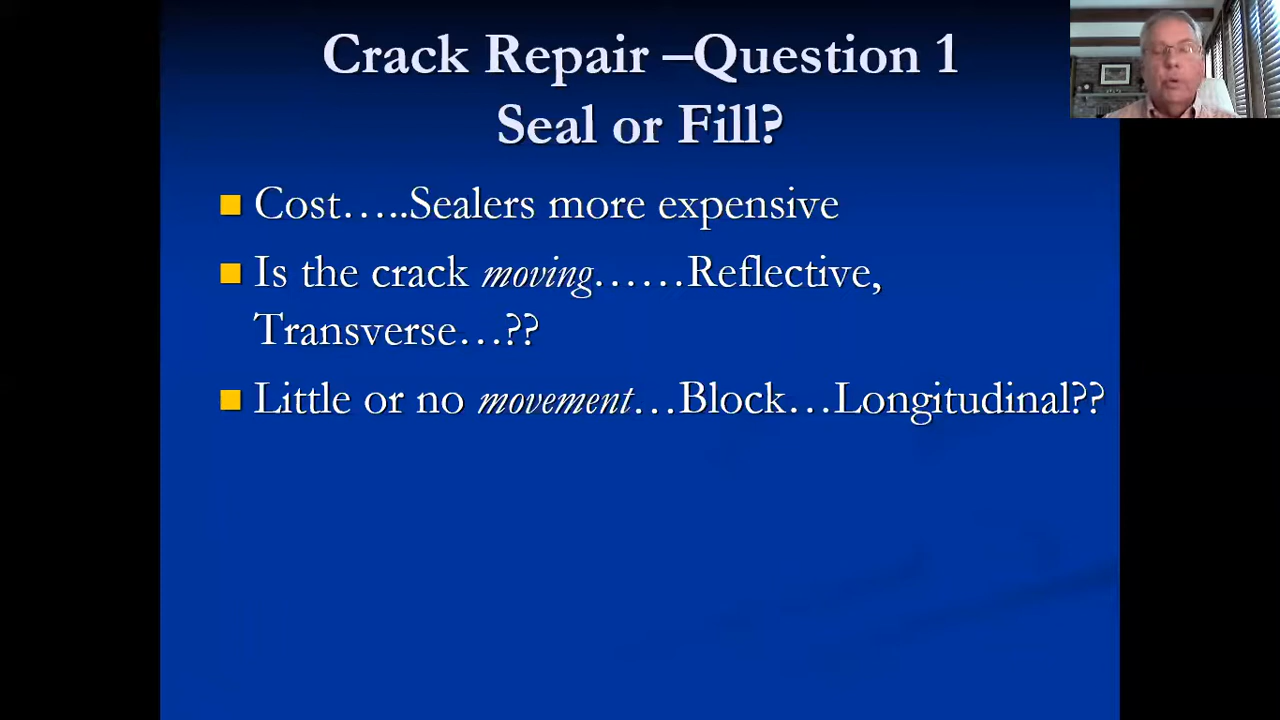 Crack Repair –Question 1
Seal or Fill?
Cost…..Sealers more expensive
Is the crack moving……Reflective,
Transverse…??
Little or no movement…Block…Longitudinal??